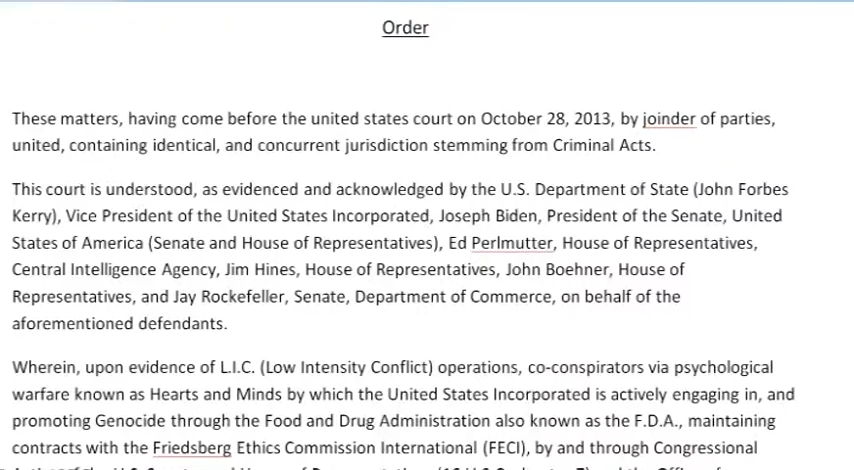 Order
These matters, having come before the united states court on October 28, 2013, by joinder of parties,
united, containing identical, and concurrent jurisdiction stemming from Criminal Acts.
This court is understood, as evidenced and acknowledged by the U.S. Department of State (John Forbes
Kerry), Vice President of the United States Incorporated, Joseph Biden, President of the Senate, United
States of America (Senate and House of Representatives), Ed Perlmutter, House of Representatives,
Central Intelligence Agency, Jim Hines, House of Representatives, John Boehner, House of
Representatives, and Jay Rockefeller, Senate, Department of Commerce, on behalf of the
aforementioned defendants.
Wherein, upon evidence of L.I.C. (Low Intensity Conflict) operations, co-conspirators via psychological
warfare known as Hearts and Minds by which the United States Incorporated is actively engaging in, and
promoting Genocide through the Food and Drug Administration also known as the F.D.A., maintaining
contracts with the Friedsberg Ethics Commission International (FECI), by and through Congressional